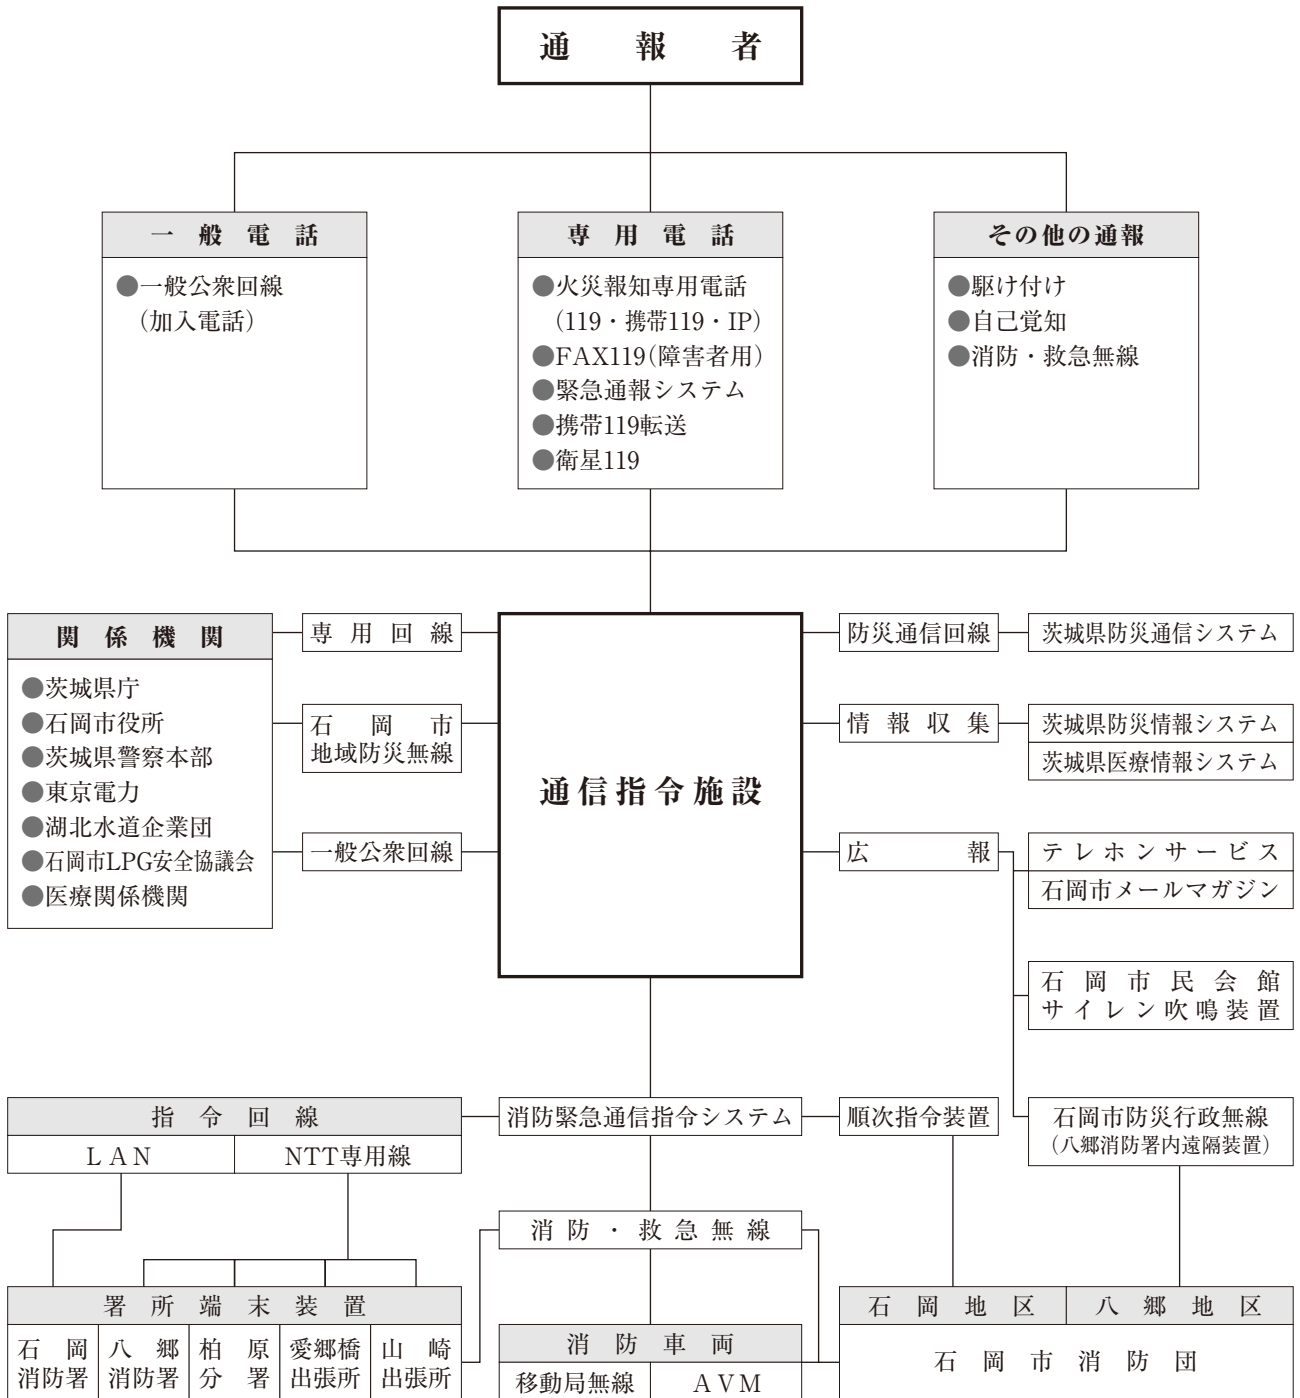 通報者
一般電話
●一般公衆回線
（加入電話）
専用電話
●火災報知専用電話
（119・携帯119・IP）
●FAX119（障害者用）
●緊急通報システム
●携帯119転送
●衛星119
その他の通報
●駆け付け
●自己覚知
●消防・救急無線
関係機関
●茨城県庁
●石岡市役所
●茨城県警察本部
●東京電力
●湖北水道企業団
●石岡市LPG安全協議会
●医療関係機関
専用回線
石岡市
地域防災無線
一般公衆回線
通信指令施設
防災通信回線
茨城県防災通信システム
情報収集
茨城県防災情報システム
茨城県医療情報システム
広報
テレホンサービス
石岡市メールマガジン
石岡市民会館
サイレン吹鳴装置
石岡市防災行政無線
（八郷消防署内遠隔装置）
指令回線
LAN
NTT専用線
消防緊急通信指令システム
順次指令装置
消防・救急無線
署所端末装置
石岡
消防署
八郷
消防署
柏原
分署
愛郷橋
出張所
山崎
出張所
消防車両
移動局無線
AVM
石岡地区
八郷地区
石岡市消防団